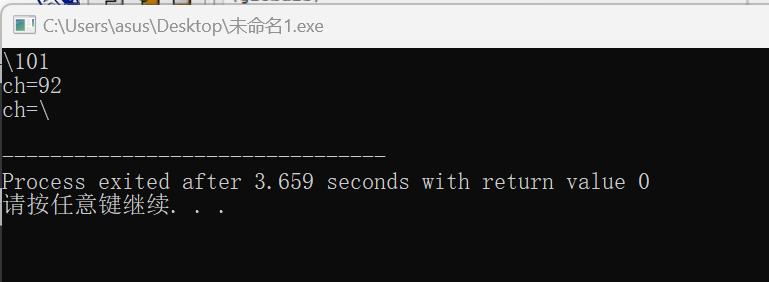 C:\Users\asus\Desktop\未命名1.exe
\101
ch=92
ch=\
--------------------------------
Process exited after 3.659 seconds with return value 0
请按任意键继续. . .